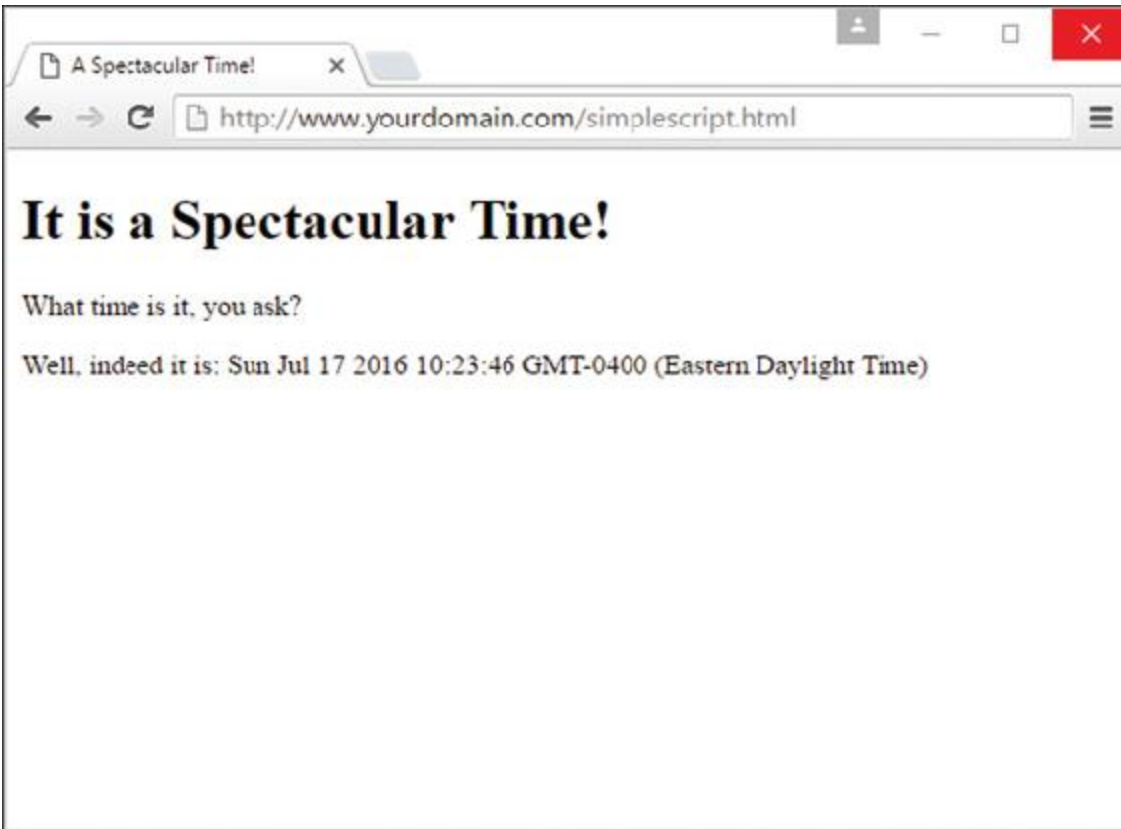 A Spectacular Time!
http://www.yourdomain.com/simplescript.html
It is a Spectacular Time!
What time is it, you ask?
Well, indeed it is: Sun Jul 17 2016 10:23:46 GMT-0400 (Eastern Daylight Time)